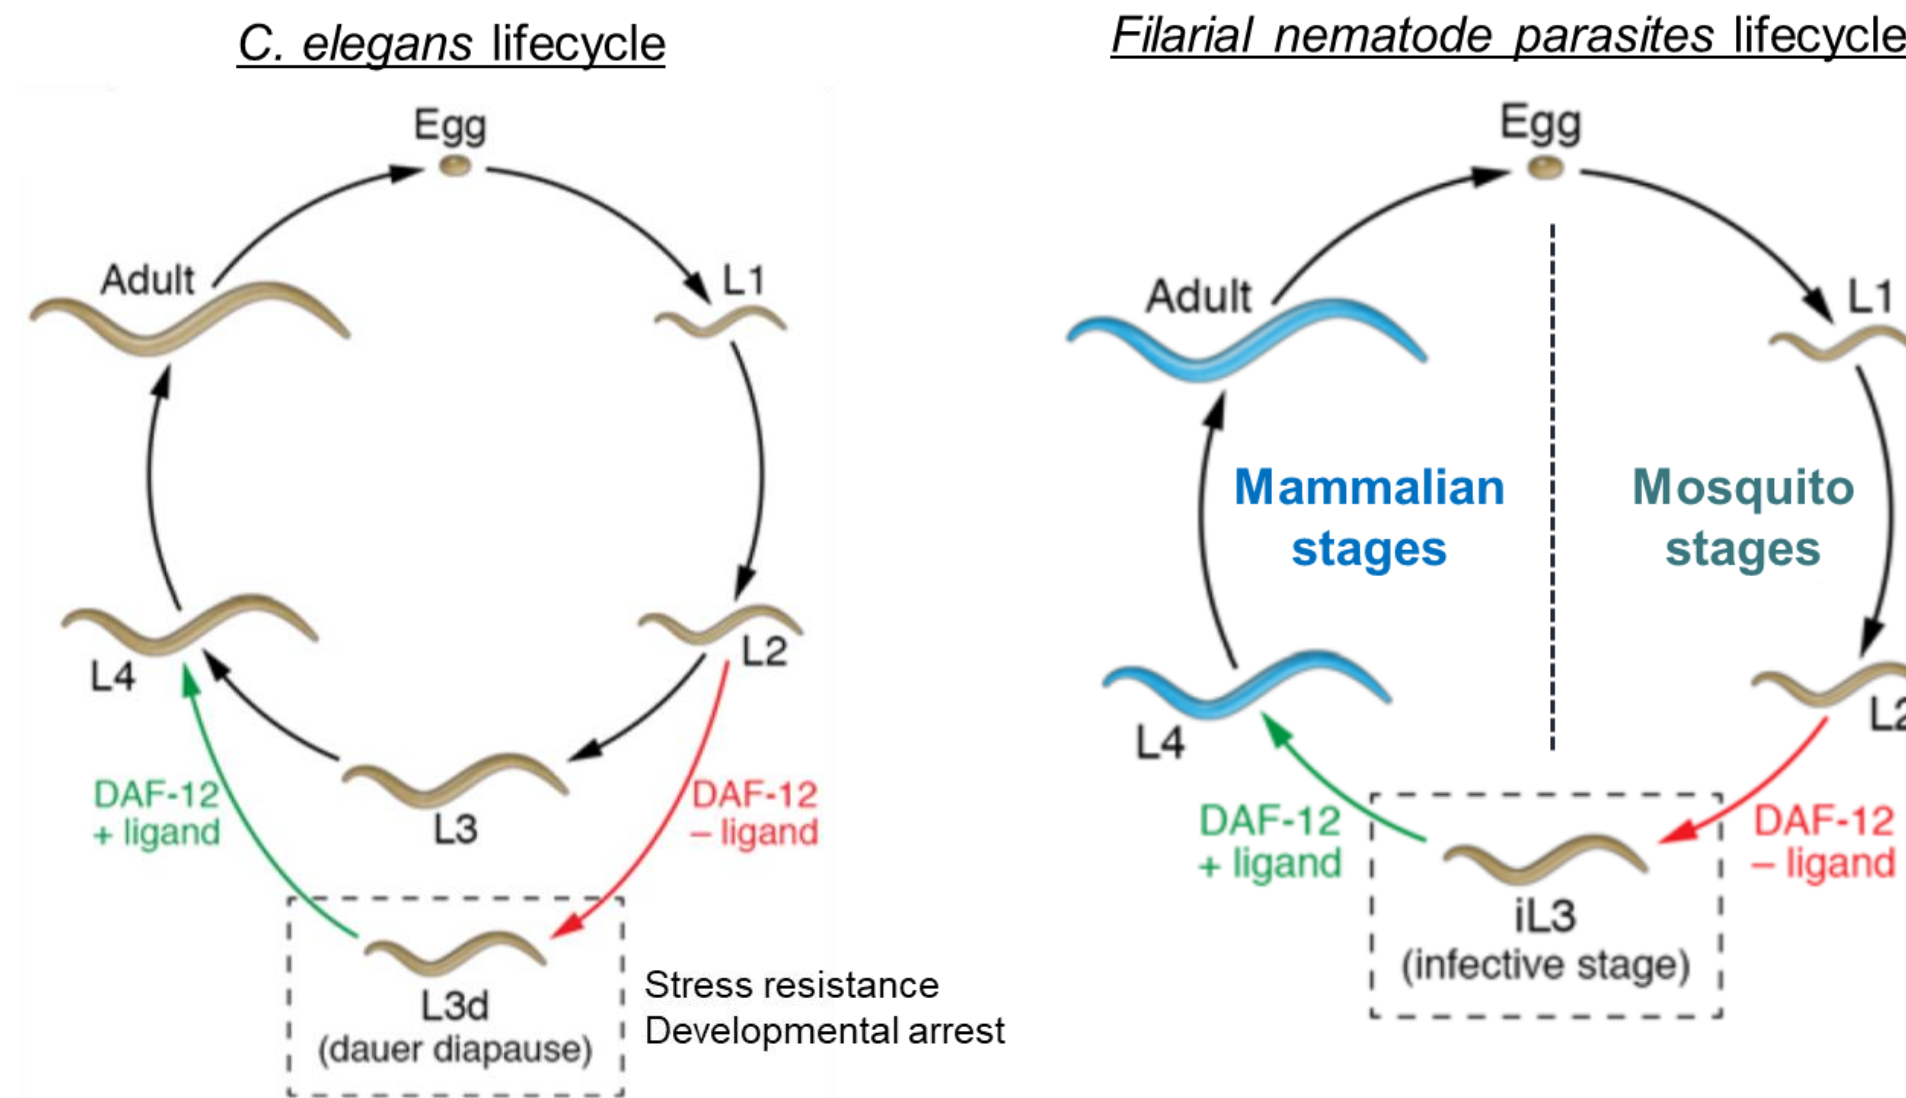 C. elegans lifecycle
Egg
Adult
L1
L4
L2
L3
DAF-12
+ ligand
DAF-12
– ligand
L3d
(dauer diapause)
Stress resistance
Developmental arrest
Filarial nematode parasites lifecycle
Egg
Adult
L1
Mammalian
stages
Mosquito
stages
L4
L2
DAF-12
+ ligand
DAF-12
– ligand
iL3
(infective stage)